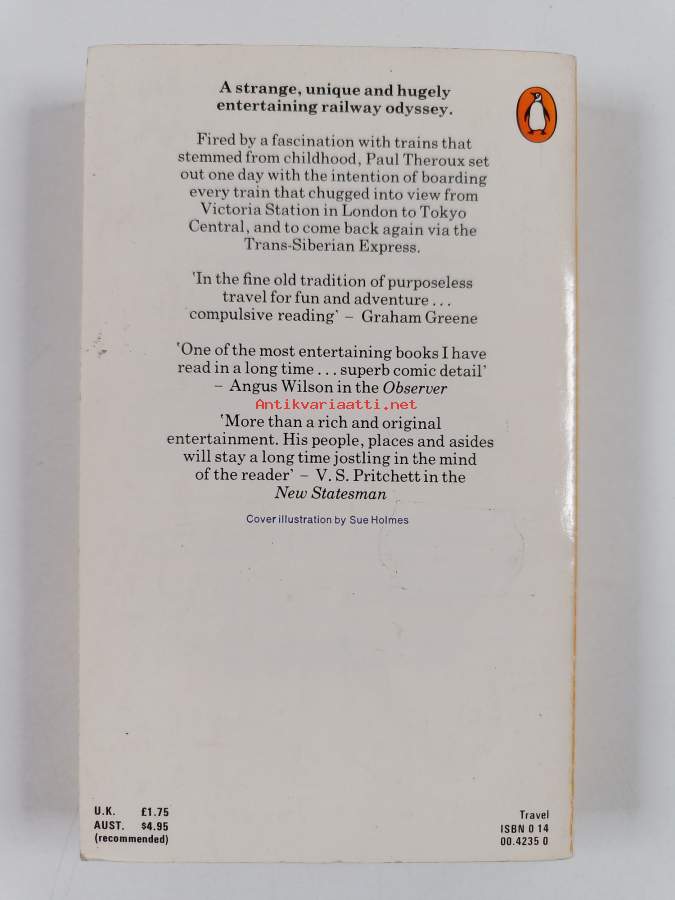 A strange, unique and hugely
entertaining railway odyssey.
Fired by a fascination with trains that
stemmed from childhood, Paul Theroux set
out one day with the intention of boarding
every train that chugged into view from
Victoria Station in London to Tokyo
Central, and to come back again via the
Trans-Siberian Express.
'In the fine old tradition of purposeless
travel for fun and adventure ...
compulsive reading' – Graham Greene
'One of the most entertaining books I have
read in a long time ... superb comic detail'
– Angus Wilson in the Observer
Antikvariaatti.net
'More than a rich and original
entertainment. His people, places and asides
will stay a long time jostling in the mind
of the reader' – V. S. Pritchett in the
New Statesman
Cover illustration by Sue Holmes
U.K. £1.75
AUST. $4.95
(recommended)
Travel
ISBN 0 14
00.4235 0